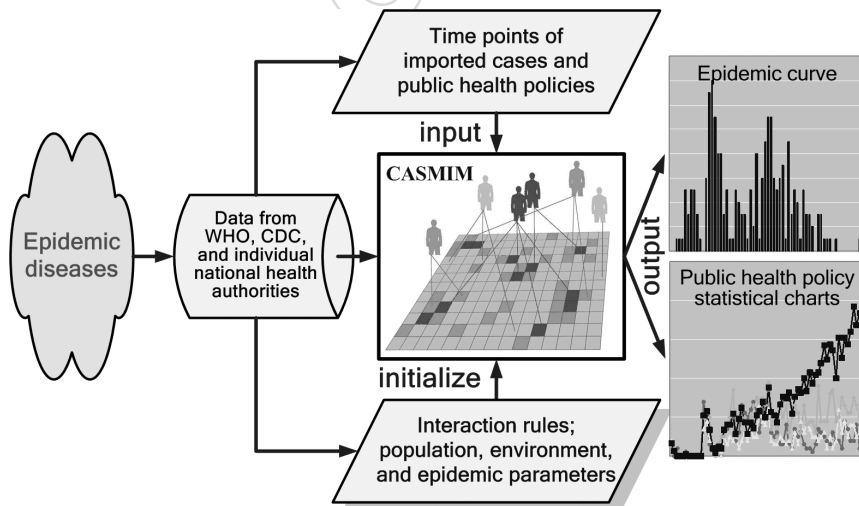 Time points of
imported cases and
public health policies
input
Epidemic curve
CASMIM
Epidemic
diseases
Data from
WHO, CDC,
and individual
national health
authorities
output
Public health policy
statistical charts
initialize
Interaction rules;
population, environment,
and epidemic parameters